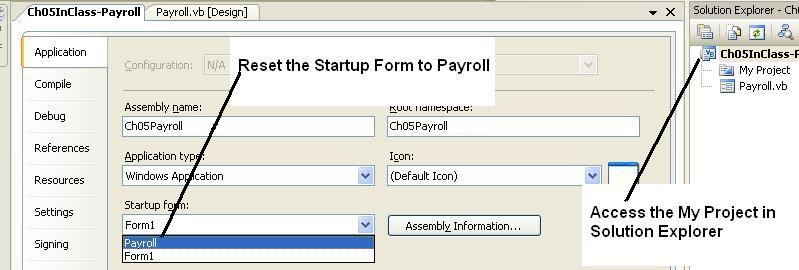 Ch05InClass-Payroll
Payroll.vb [Design]
Solution Explorer - Ch0
Application
Configuration:
N/A
Reset the Startup Form to Payroll
Ch05InClass-P
My Project
Payroll.vb
Compile
Debug
Assembly name:
Root namespace:
Ch05Payroll
Ch05Payroll
References
Application type:
Icon:
Resources
Windows Application
(Default Icon)
Settings
Startup form:
Form1
Assembly Information...
Access the My Project in
Solution Explorer
Signing
Payroll
Form1